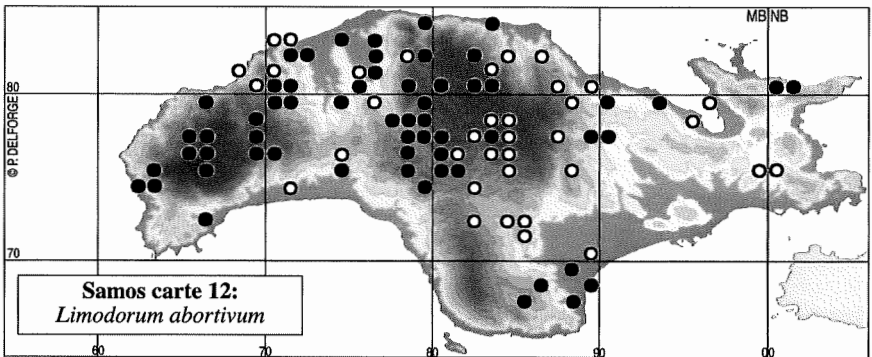 MB NB
80
© P. DELFORGE
70
Samos carte 12:
Limodorum abortivum
60 70 80 90 00